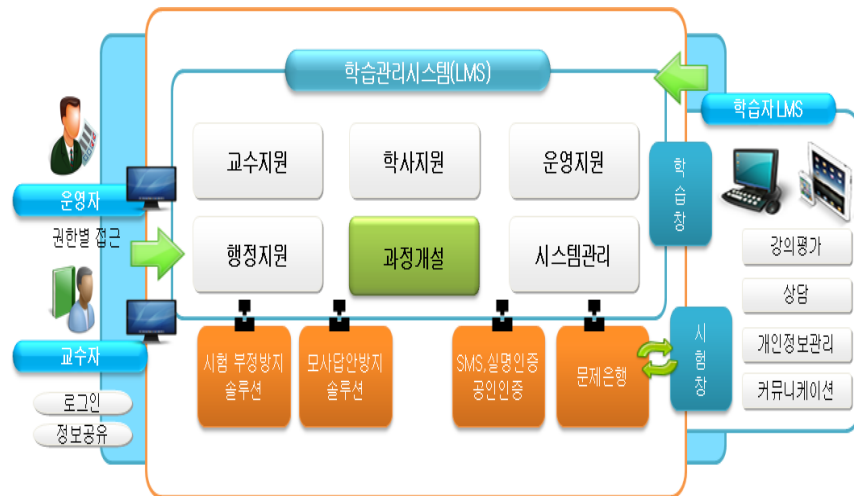 학습관리시스템(LMS)
학습자 LMS
교수지원
학사지원
운영지원
학
습
창
운영자
권한별 접근
행정지원
과정개설
시스템관리
강의평가
상담
개인정보관리
커뮤니케이션
교수자
로그인
정보공유
시험 부정방지
솔루션
모사답안방지
솔루션
SMS,실명인증
공인인증
문제은행
시
험
창